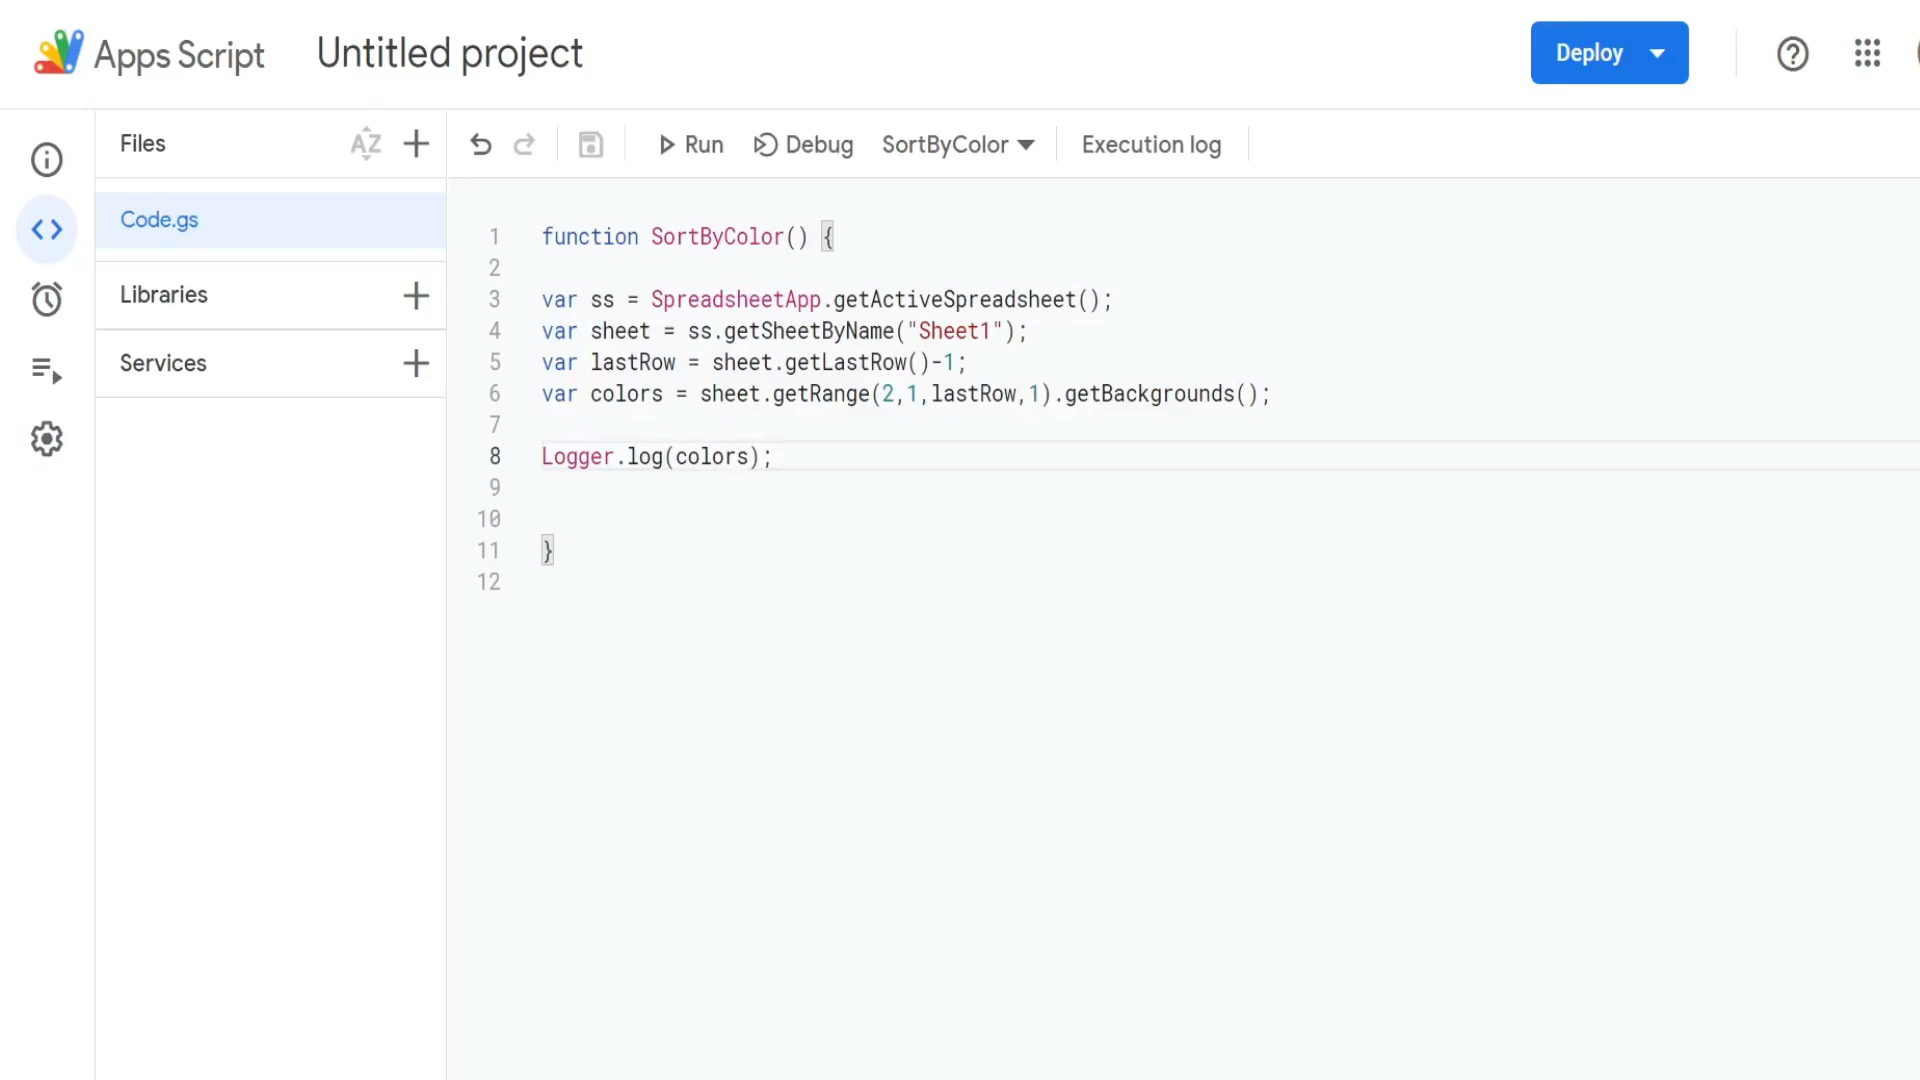 Apps Script Untitled project Deploy
Files AZ Run Debug SortByColor Execution log
Code.gs
Libraries
Services
1 function SortByColor() {
2
3 var ss = SpreadsheetApp.getActiveSpreadsheet();
4 var sheet = ss.getSheetByName("Sheet1");
5 var lastRow = sheet.getLastRow()-1;
6 var colors = sheet.getRange(2,1,lastRow,1).getBackgrounds();
7
8 Logger.log(colors);
9
10
11 }
12